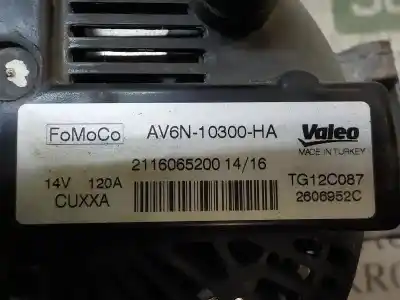 FoMoCo AV6N-10300-HA Valeo
MADE IN TURKEY
2116065200 14/16
14V 120A TG12C087
CUXXA 2606952C